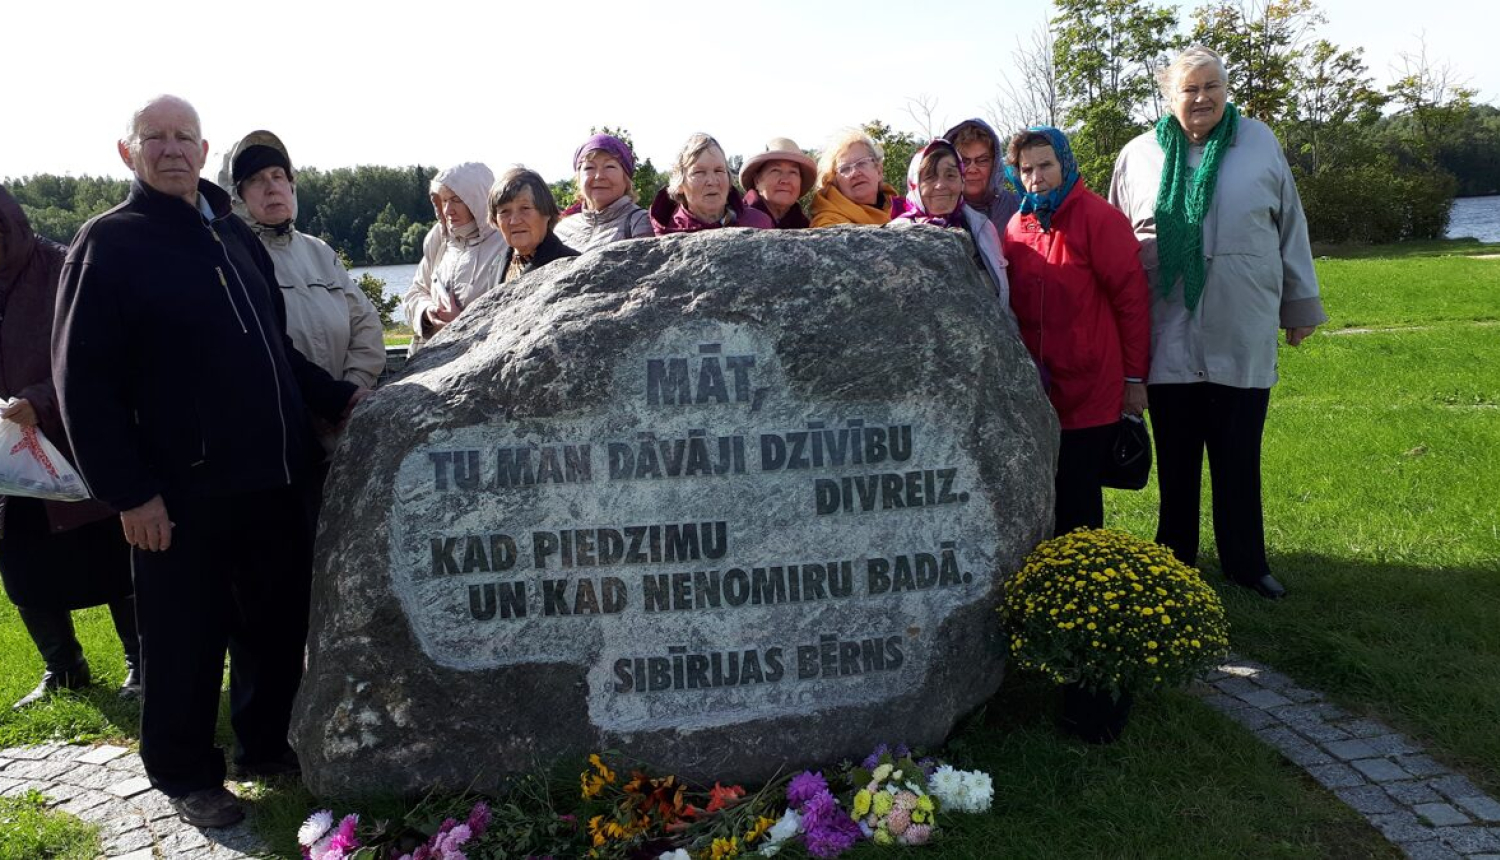 MĀT,
TU MAN DĀVĀJI DZĪVĪBU
DIVREIZ.
KAD PIEDZIMU
UN KAD NENOMIRU BADĀ.
SIBĪRIJAS BĒRNS